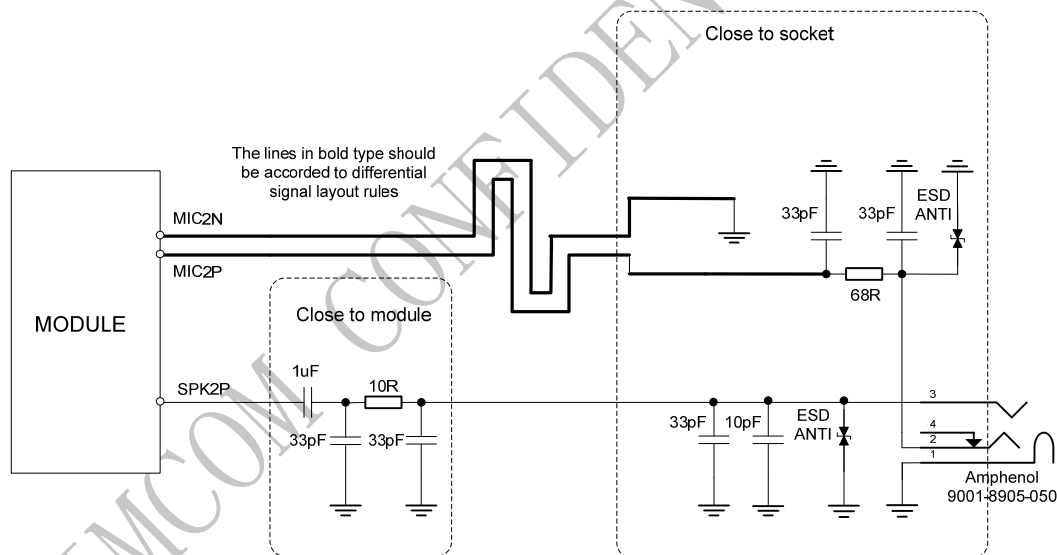 Close to socket
The lines in bold type should
be accorded to differential
signal layout rules
MIC2N
MIC2P
33pF
33pF
ESD
ANTI
68R
MODULE
Close to module
SPK2P
1uF
10R
33pF
33pF
33pF
10pF
ESD
ANTI
3
4
2
1
Amphenol
9001-8905-050
MCOM CONFIDEN